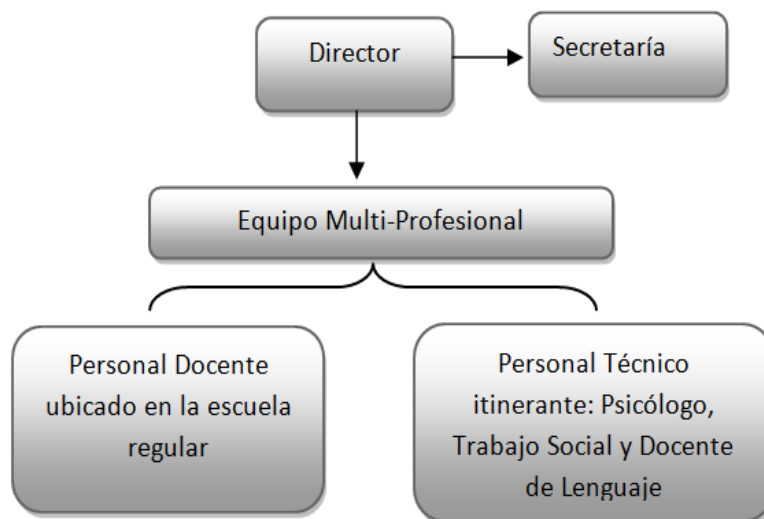 Director
Secretaría
Equipo Multi-Profesional
Personal Docente
ubicado en la escuela
regular
Personal Técnico
itinerante: Psicólogo,
Trabajo Social y Docente
de Lenguaje